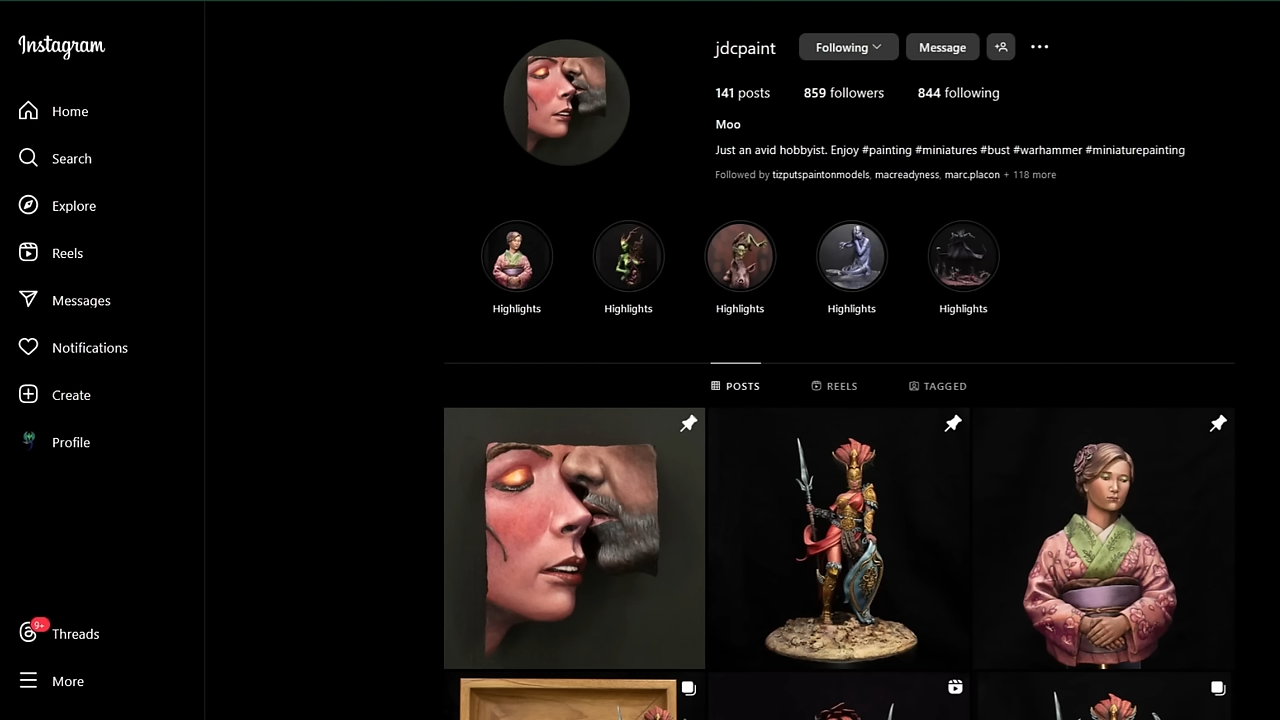 Instagram
Home
Search
Explore
Reels
Messages
Notifications
Create
Profile
9+
Threads
More
jdcpaint
Following
Message
141 posts
859 followers
844 following
Moo
Just an avid hobbyist. Enjoy #painting #miniatures #bust #warhammer #miniaturepainting
Followed by tizputspaintonmodels, macreadyness, marc.placon + 118 more
Highlights
Highlights
Highlights
Highlights
Highlights
POSTS
REELS
TAGGED